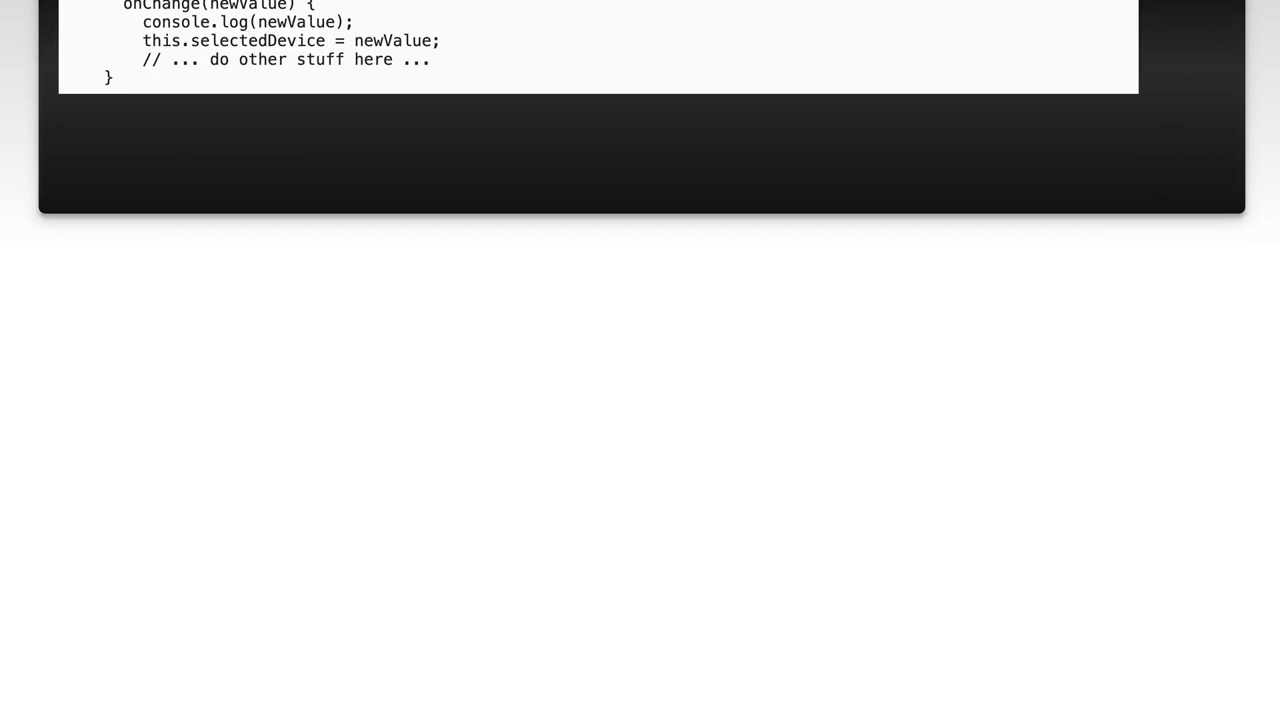 onChange(newValue) {
console.log(newValue);
this.selectedDevice = newValue;
// ... do other stuff here ...
}